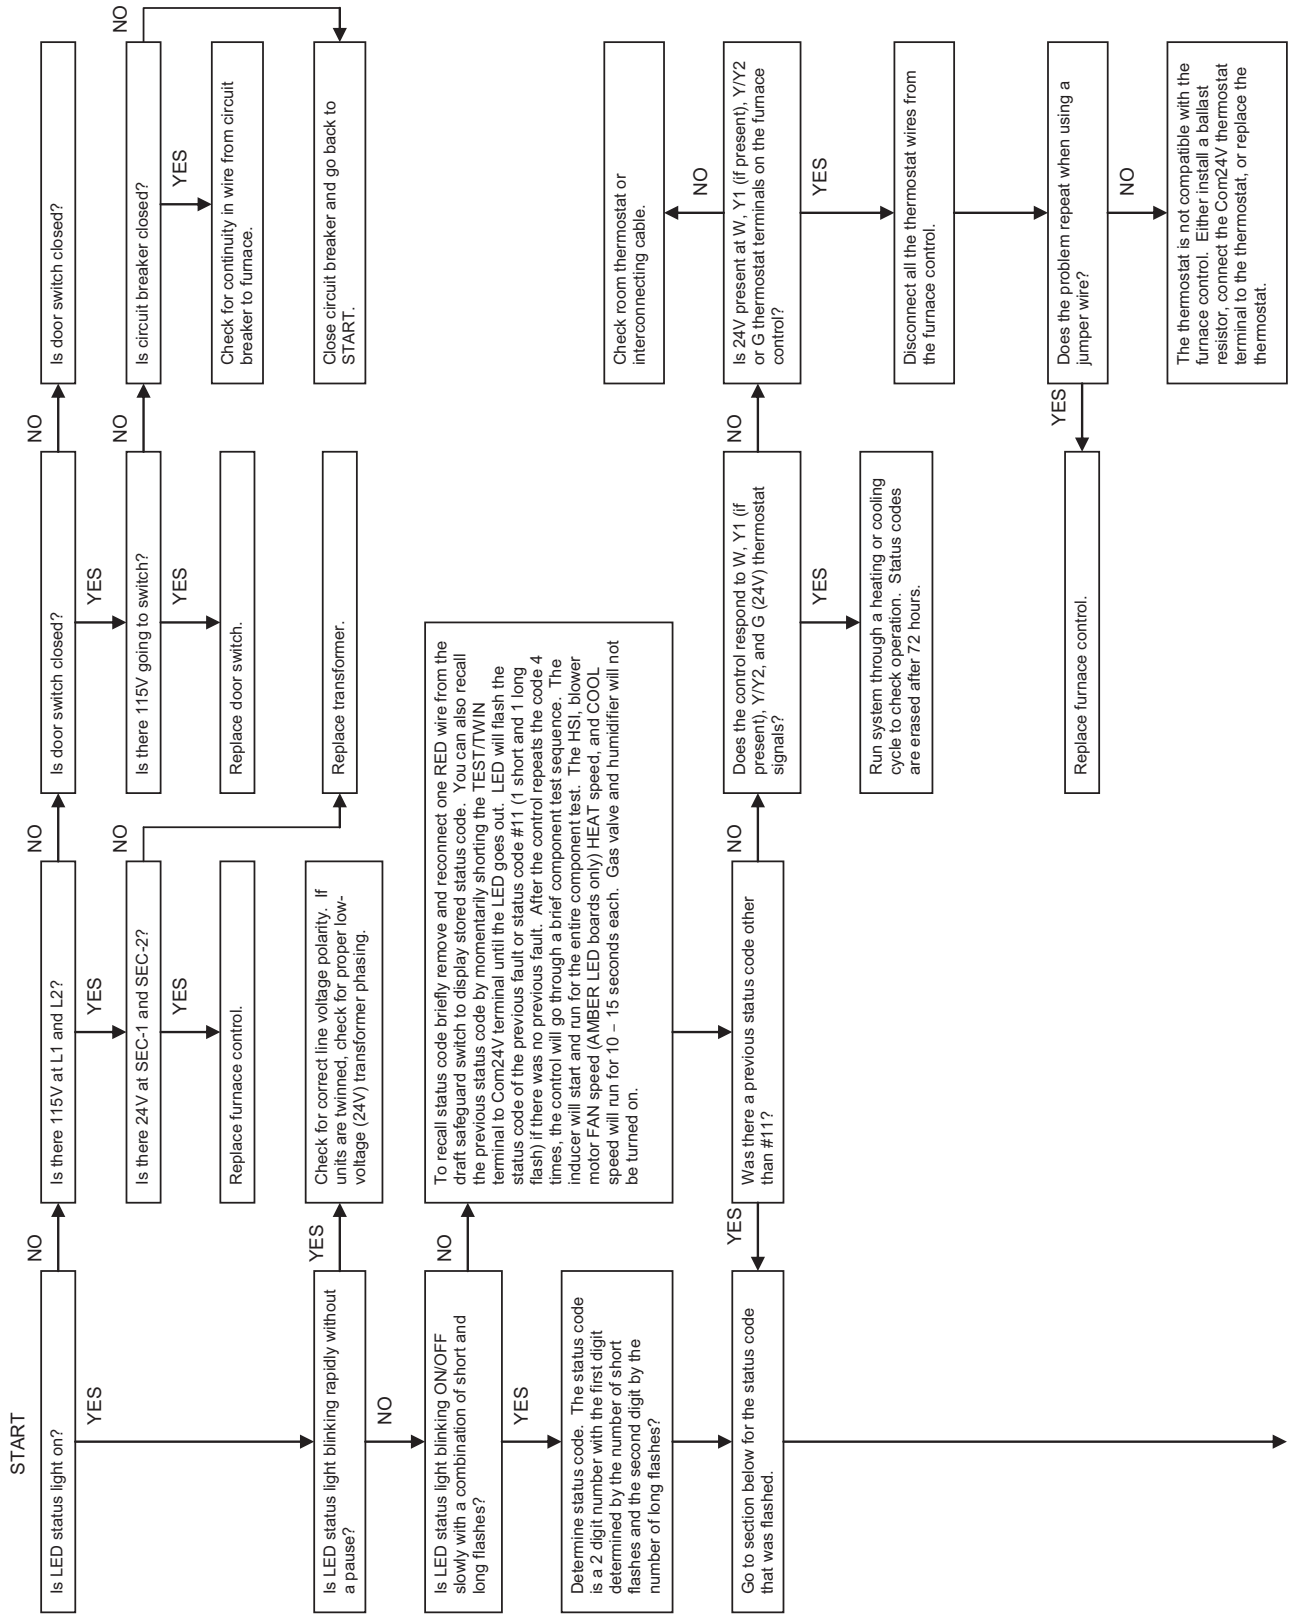 START
Is LED status light on?
NO
Is there 115V at L1 and L2?
NO
Is door switch closed?
NO
Is door switch closed?
YES
YES
YES
Is there 24V at SEC-1 and SEC-2?
NO
Is there 115V going to switch?
NO
Is circuit breaker closed?
NO
YES
YES
YES
Replace furnace control.
Replace door switch.
Check for continuity in wire from circuit
breaker to furnace.
Is LED status light blinking rapidly without
a pause?
YES
Check for correct line voltage polarity.  If
units are twinned, check for proper low-
voltage (24V) transformer phasing.
Replace transformer.
Close circuit breaker and go back to
START.
NO
Is LED status light blinking ON/OFF
slowly with a combination of short and
long flashes?
NO
To recall status code briefly remove and reconnect one RED wire from the
draft safeguard switch to display stored status code.  You can also recall
the previous status code by momentarily shorting the TEST/TWIN
terminal to Com24V terminal until the LED goes out.  LED will flash the
status code of the previous fault or status code #11 (1 short and 1 long
flash) if there was no previous fault.  After the control repeats the code 4
times, the control will go through a brief component test sequence.  The
inducer will start and run for the entire component test.  The HSI, blower
motor FAN speed (AMBER LED boards only) HEAT speed, and COOL
speed will run for 10 – 15 seconds each.  Gas valve and humidifier will not
be turned on.
YES
Determine status code.  The status code
is a 2 digit number with the first digit
determined by the number of short
flashes and the second digit by the
number of long flashes?
Check room thermostat or
interconnecting cable.
NO
Go to section below for the status code
that was flashed.
YES
Was there a previous status code other
than #11?
NO
Does the control respond to W, Y1 (if
present), Y/Y2, and G (24V) thermostat
signals?
NO
Is 24V present at W, Y1 (if present), Y/Y2
or G thermostat terminals on the furnace
control?
YES
YES
Run system through a heating or cooling
cycle to check operation.  Status codes
are erased after 72 hours.
Disconnect all the thermostat wires from
the furnace control.
Replace furnace control.
YES
Does the problem repeat when using a
jumper wire?
NO
The thermostat is not compatible with the
furnace control.  Either install a ballast
resistor, connect the Com24V thermostat
terminal to the thermostat, or replace the
thermostat.